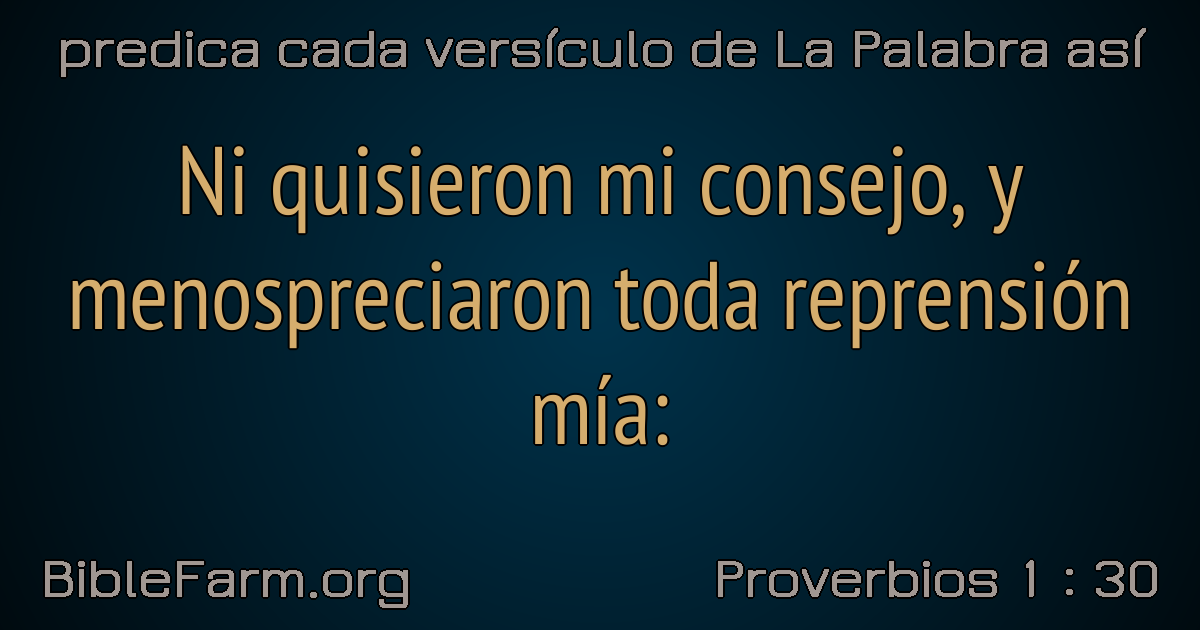 predica cada versículo de La Palabra así
Ni quisieron mi consejo, y
menospreciaron toda reprensión
mía:
BibleFarm.org
Proverbios 1 : 30